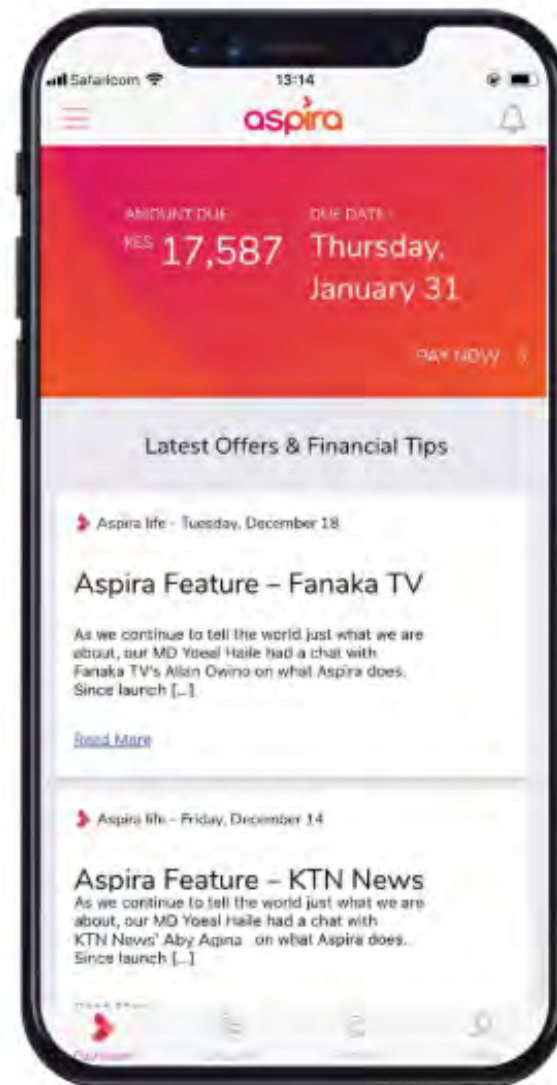 Safaricom 13:14
aspira
AMOUNT DUE DUE DATE
KES 17,587 Thursday,
January 31
PAY NOW
Latest Offers & Financial Tips
Aspira life - Tuesday, December 18
Aspira Feature – Fanaka TV
As we continue to tell the world just what we are
about, our MD Yoeal Haile had a chat with
Fanaka TV's Allan Owino on what Aspira does.
Since launch [...]
Read More
Aspira life - Friday, December 14
Aspira Feature – KTN News
As we continue to tell the world just what we are
about, our MD Yoeal Haile had a chat with
KTN News' Aby Agina on what Aspira does.
Since launch [...]